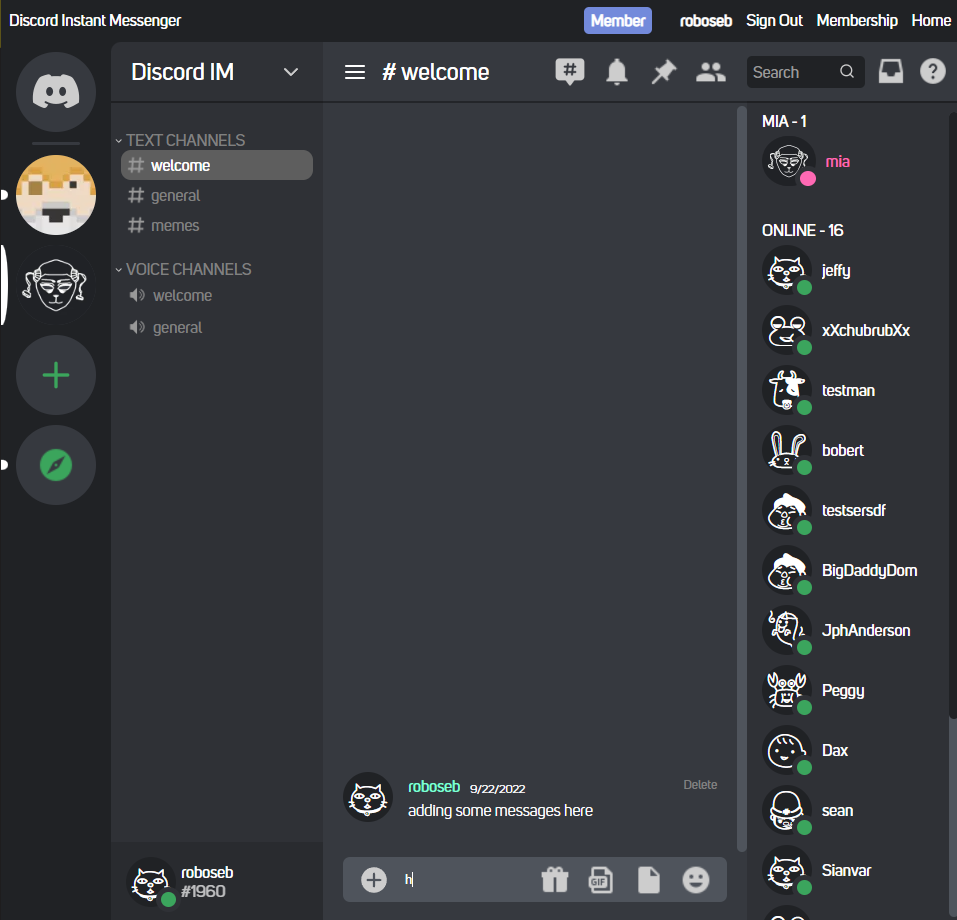 Discord Instant Messenger
Member
roboseb
Sign Out
Membership
Home
Discord IM
# welcome
Search
TEXT CHANNELS
# welcome
# general
# memes
VOICE CHANNELS
welcome
general
roboseb 9/22/2022
Delete
adding some messages here
h
GIF
roboseb
#1960
MIA - 1
mia
ONLINE - 16
jeffy
xXchubrubXx
testman
bobert
testsersdf
BigDaddyDom
JphAnderson
Peggy
Dax
sean
Sianvar